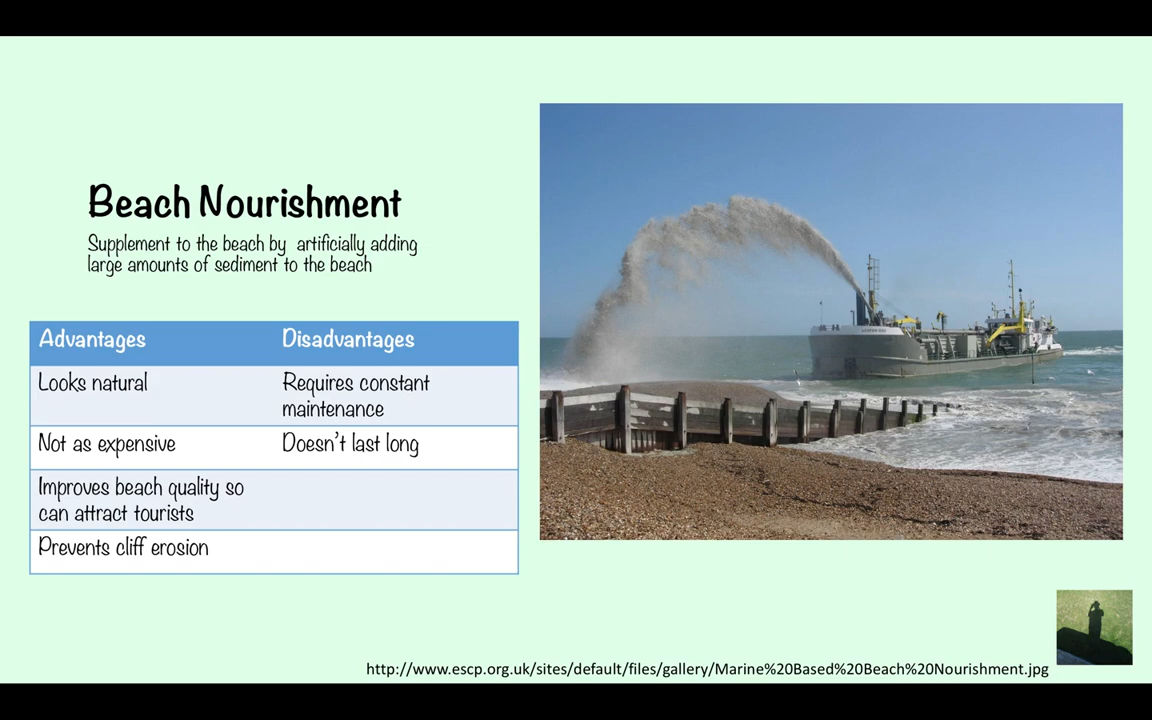 Beach Nourishment
Supplement to the beach by  artificially adding
large amounts of sediment to the beach
Advantages
Disadvantages
Looks natural
Requires constant
maintenance
Not as expensive
Doesn't last long
Improves beach quality so
can attract tourists
Prevents cliff erosion
http://www.escp.org.uk/sites/default/files/gallery/Marine%20Based%20Beach%20Nourishment.jpg